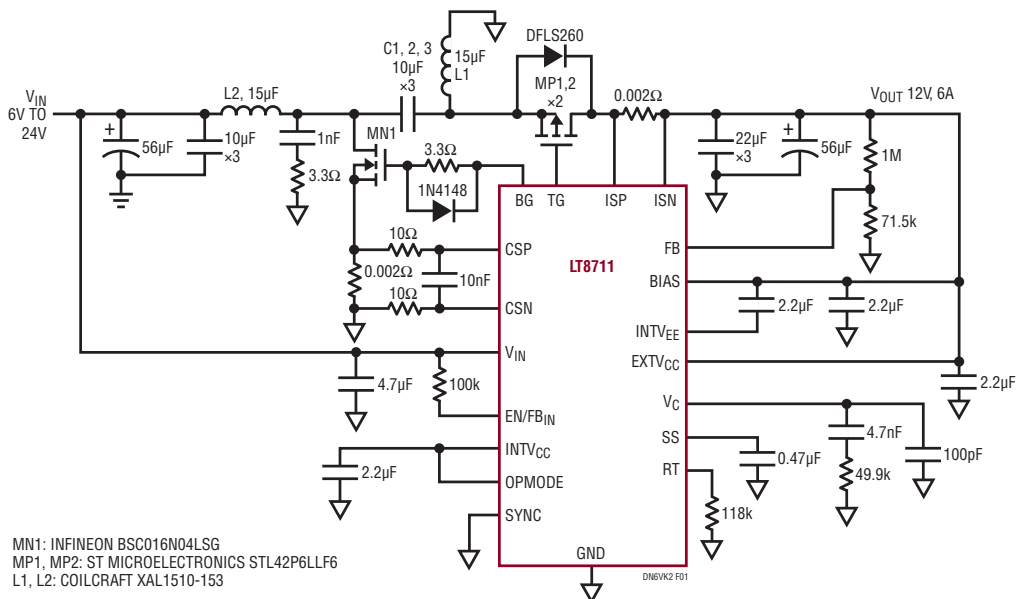 DFLS260
C1, 2, 3
10µF
×3
15µF
L1
MP1,2
×2
L2, 15µF
0.002Ω
VIN
6V TO
24V
VOUT 12V, 6A
+
56µF
10µF
×3
1nF
3.3Ω
MN1
3.3Ω
1N4148
22µF
×3
+
56µF
1M
71.5k
BG
TG
ISP
ISN
10Ω
CSP
0.002Ω
10nF
10Ω
CSN
LT8711
FB
BIAS
2.2µF
2.2µF
INTVEE
VIN
EXTVCC
4.7µF
100k
2.2µF
EN/FBIN
VC
4.7nF
100pF
INTVCC
SS
0.47µF
49.9k
2.2µF
OPMODE
RT
118k
SYNC
GND
MN1: INFINEON BSC016N04LSG
MP1, MP2: ST MICROELECTRONICS STL42P6LLF6
L1, L2: COILCRAFT XAL1510-153
DN6VK2 F01